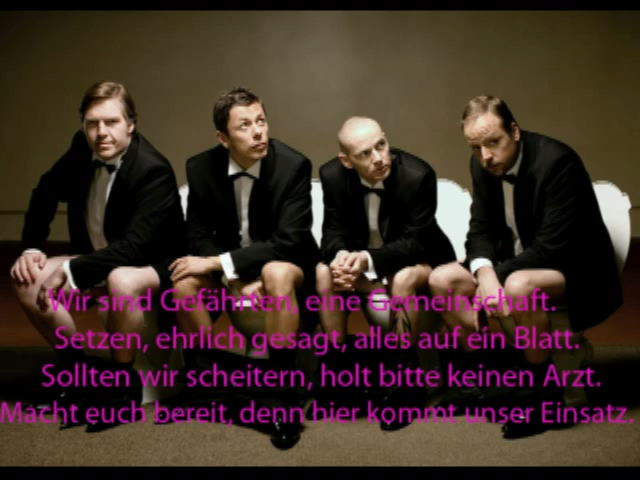 Wir sind Gefährten, eine Gemeinschaft.
Setzen, ehrlich gesagt, alles auf ein Blatt.
Sollten wir scheitern, holt bitte keinen Arzt.
Macht euch bereit, denn hier kommt unser Einsatz.